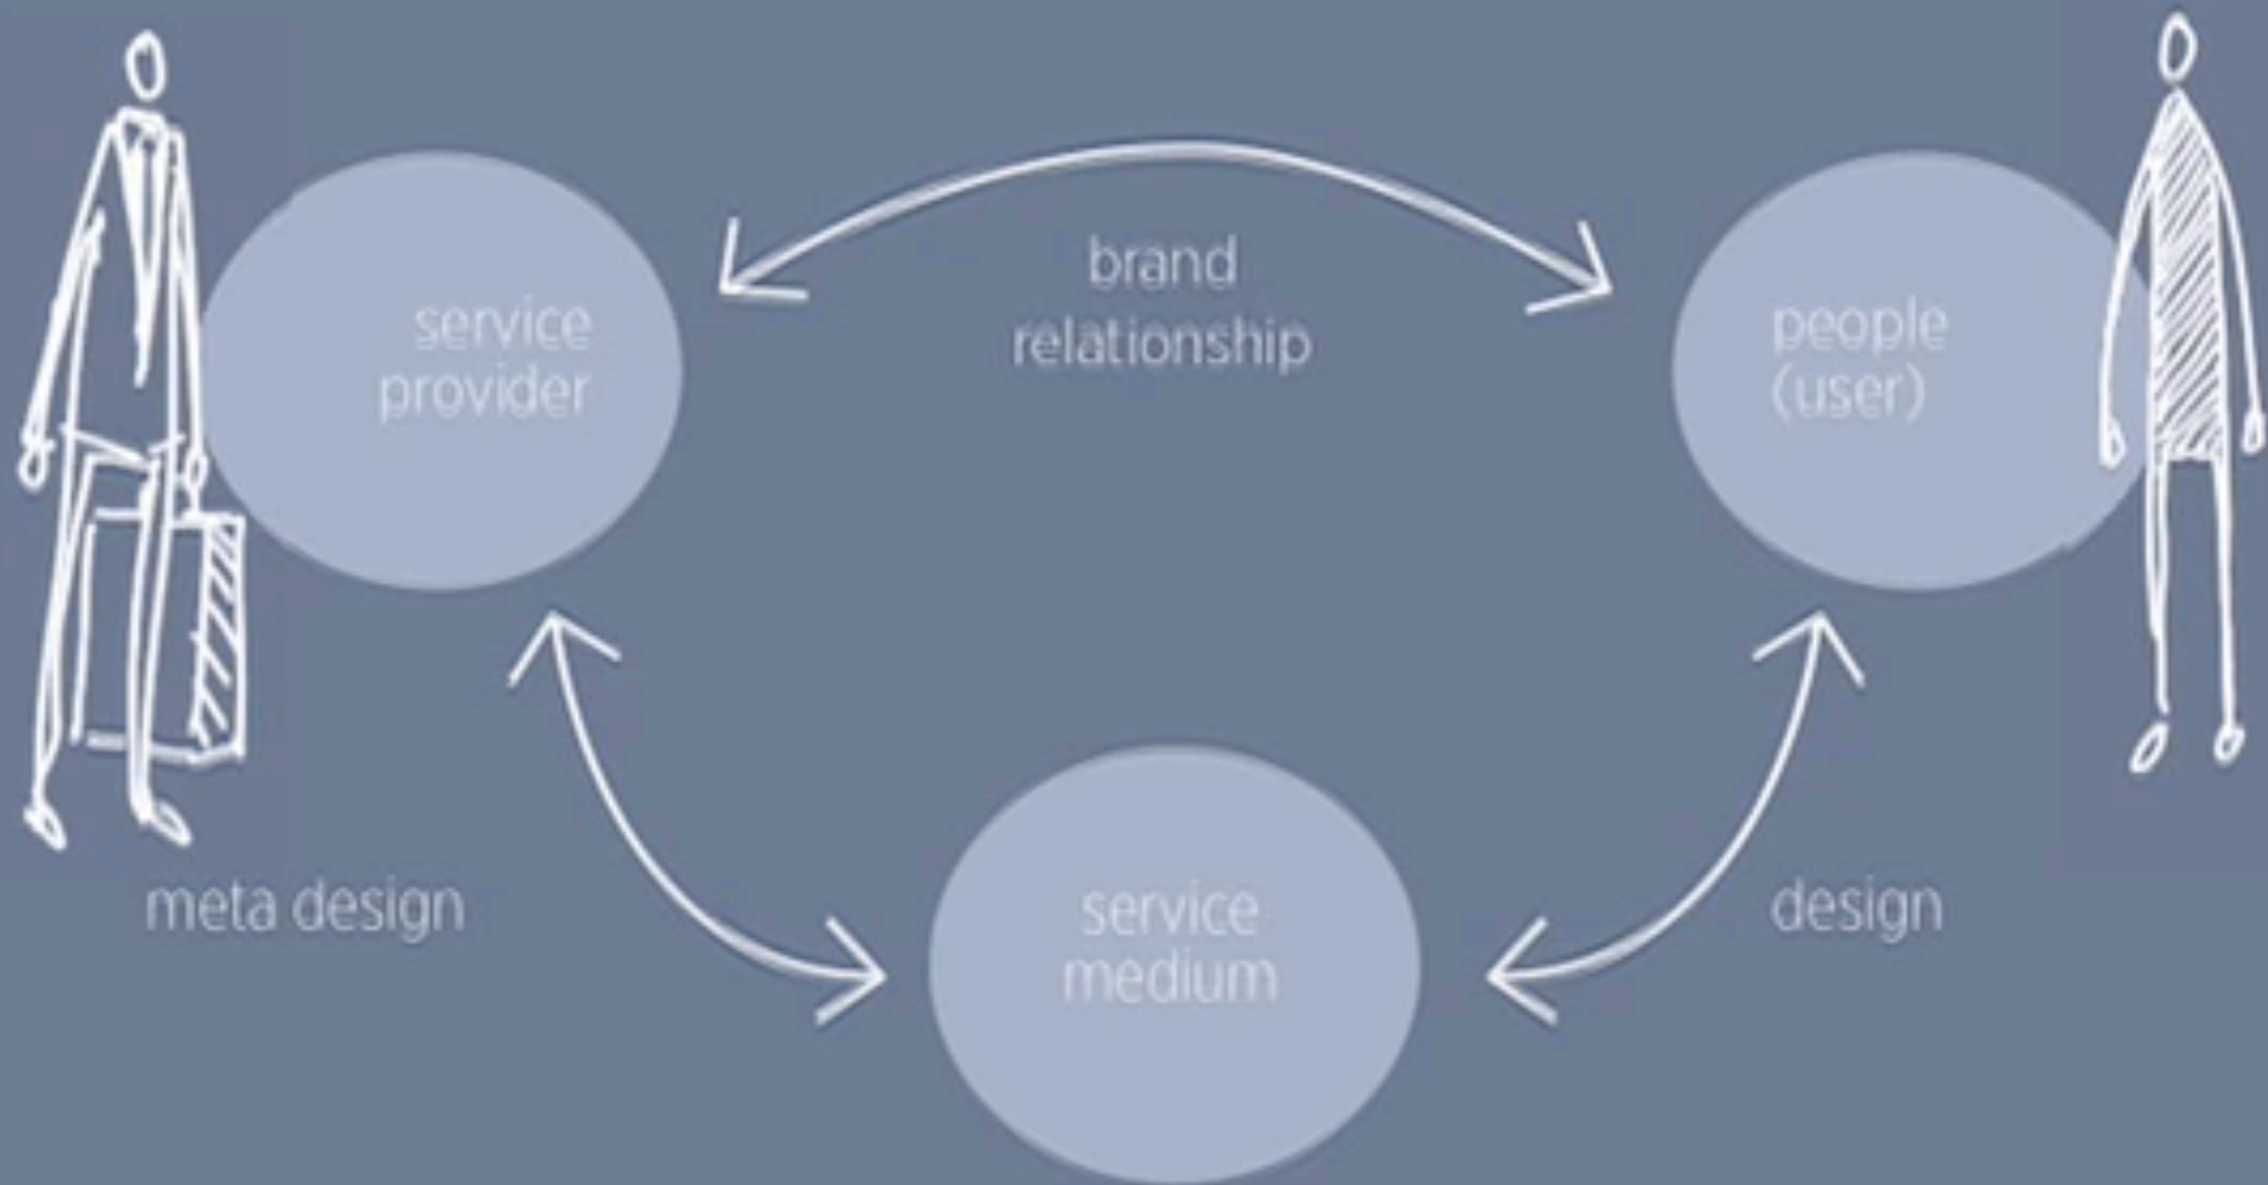 service
provider
brand
relationship
people
(user)
meta design
service
medium
design